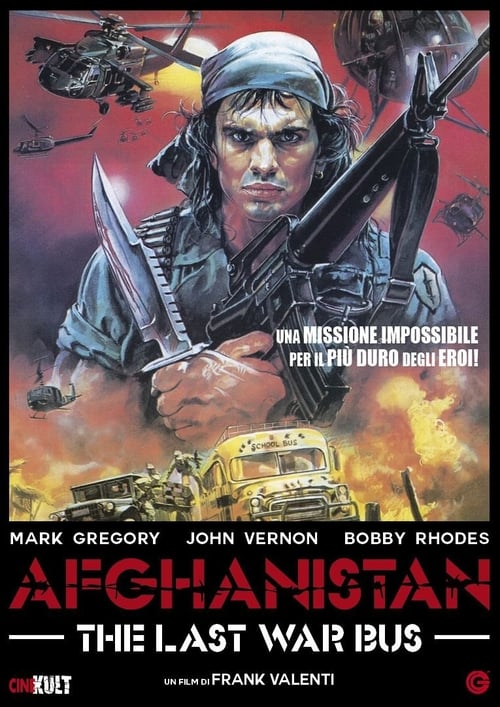 UNA MISSIONE IMPOSSIBILE
PER IL PIÙ DURO DEGLI EROI!
SCHOOL BUS
MARK GREGORY JOHN VERNON BOBBY RHODES
AFGHANISTAN
THE LAST WAR BUS
CINEKULT
UN FILM DI FRANK VALENTI
CG